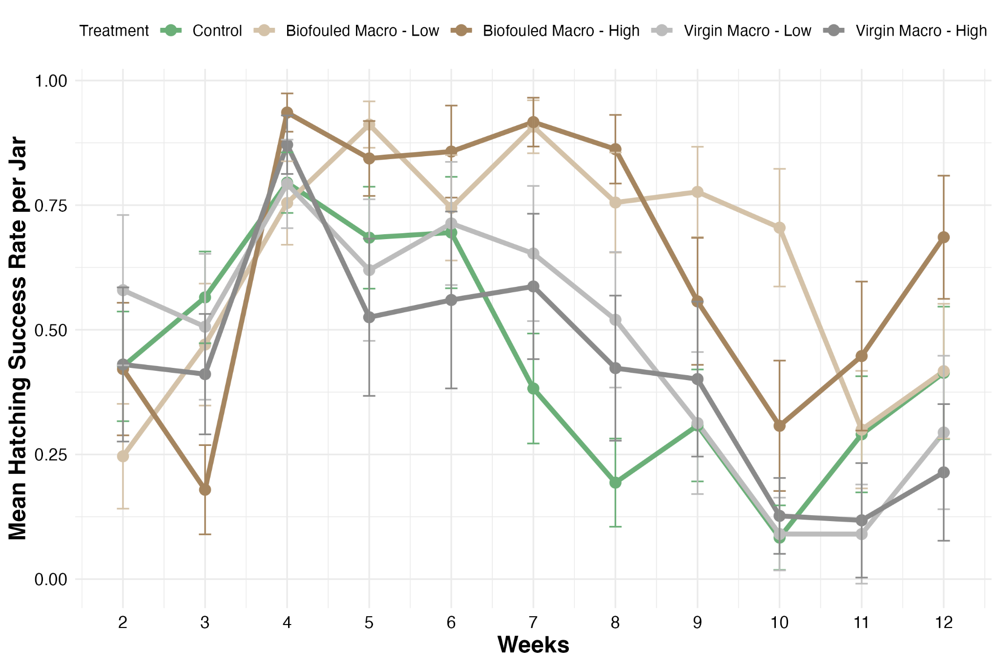 Treatment Control Biofouled Macro - Low Biofouled Macro - High Virgin Macro - Low Virgin Macro - High
Mean Hatching Success Rate per Jar
1.00
0.75
0.50
0.25
0.00
2 3 4 5 6 7 8 9 10 11 12
Weeks